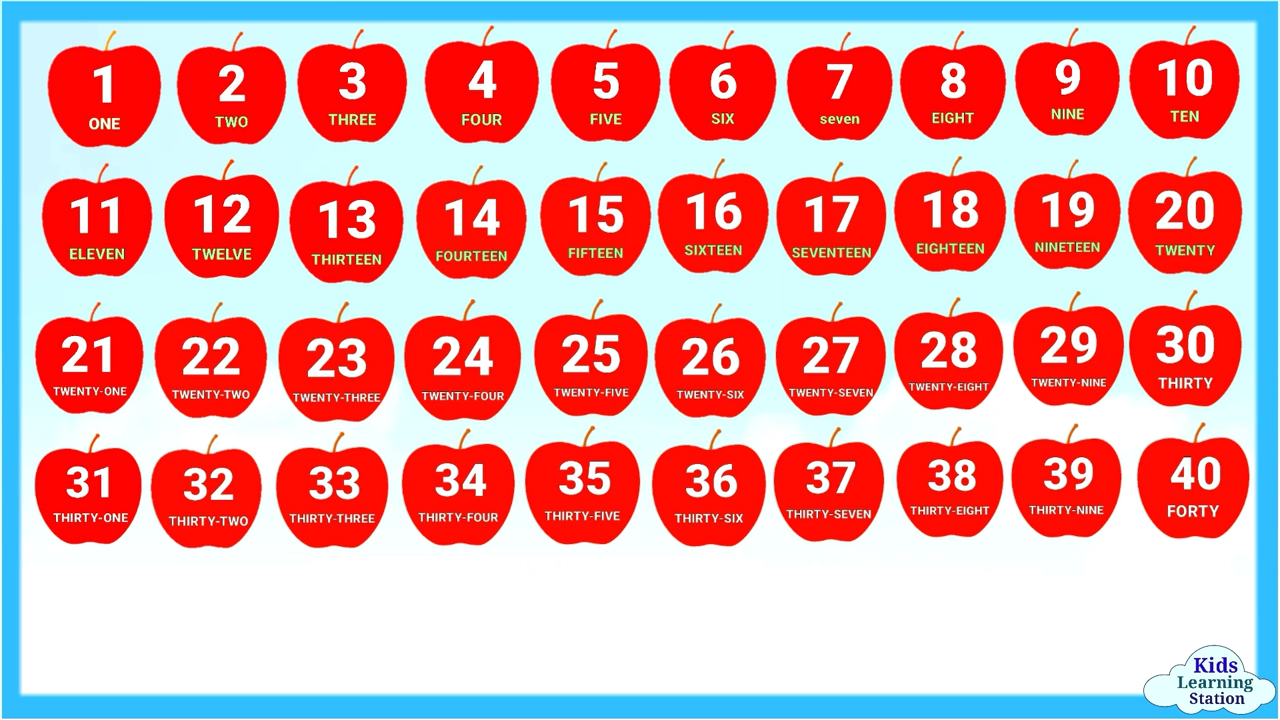 1 2 3 4 5 6 7 8 9 10
ONE TWO THREE FOUR FIVE SIX seven EIGHT NINE TEN
11 12 13 14 15 16 17 18 19 20
ELEVEN TWELVE THIRTEEN FOURTEEN FIFTEEN SIXTEEN SEVENTEEN EIGHTEEN NINETEEN TWENTY
21 22 23 24 25 26 27 28 29 30
TWENTY-ONE TWENTY-TWO TWENTY-THREE TWENTY-FOUR TWENTY-FIVE TWENTY-SIX TWENTY-SEVEN TWENTY-EIGHT TWENTY-NINE THIRTY
31 32 33 34 35 36 37 38 39 40
THIRTY-ONE THIRTY-TWO THIRTY-THREE THIRTY-FOUR THIRTY-FIVE THIRTY-SIX THIRTY-SEVEN THIRTY-EIGHT THIRTY-NINE FORTY
Kids
Learning
Station